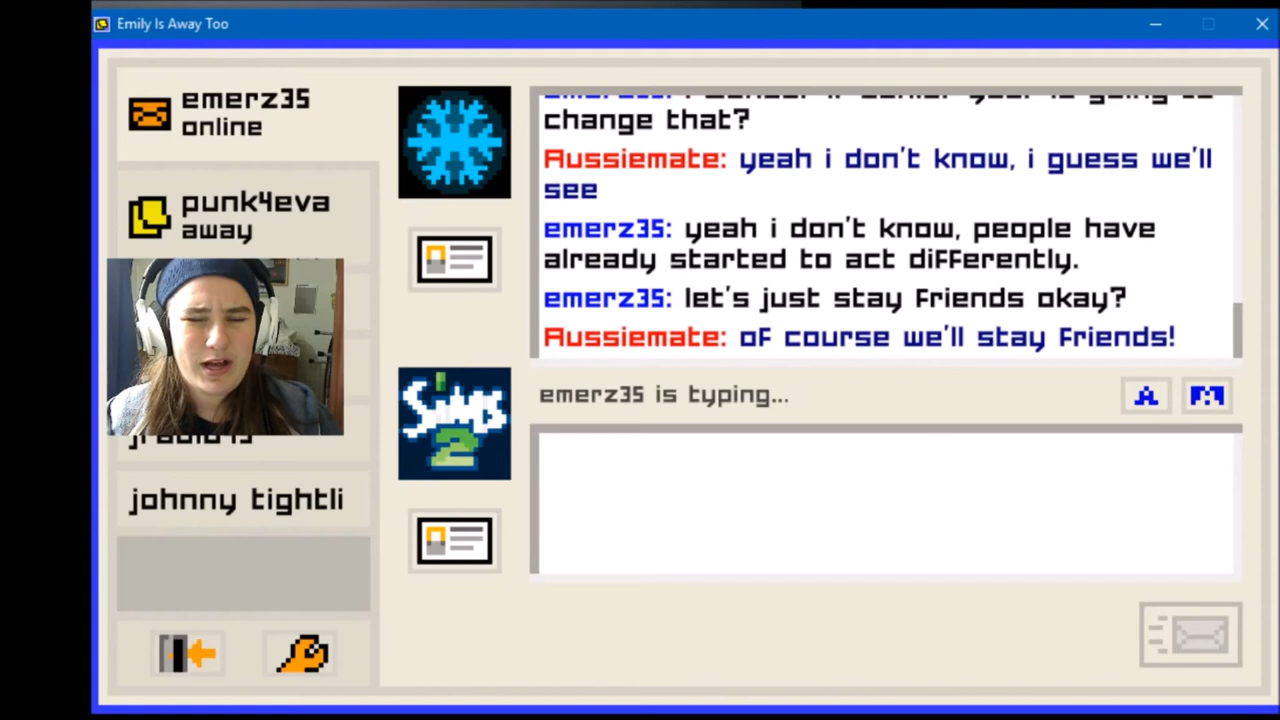 Emily Is Away Too
emerz35
online
punk4eva
away
johnny tightli
change that?
Aussiemate: yeah i don't know, i guess we'll
see
emerz35: yeah i don't know, people have
already started to act differently.
emerz35: let's just stay friends okay?
Aussiemate: of course we'll stay friends!
Sims
2
emerz35 is typing...
A